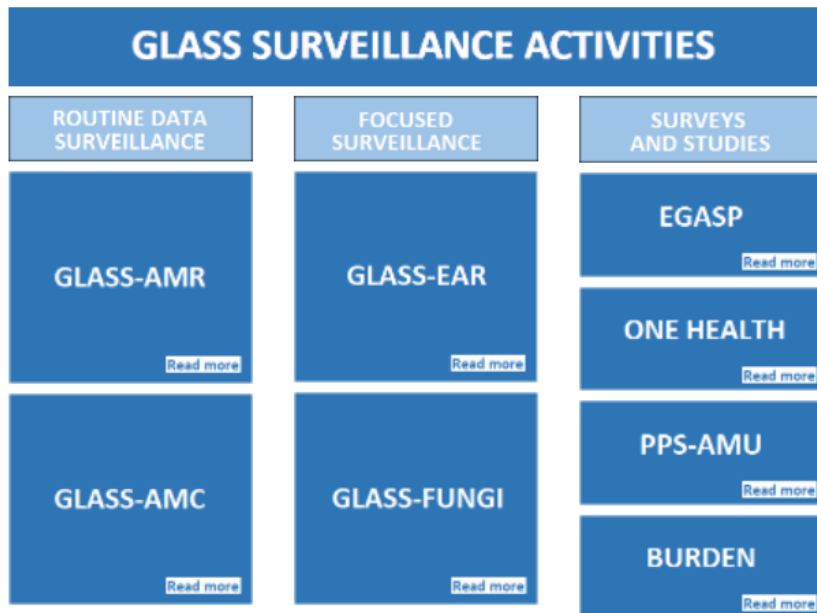 GLASS SURVEILLANCE ACTIVITIES
ROUTINE DATA
SURVEILLANCE
GLASS-AMR
Read more
GLASS-AMC
Read more
FOCUSED
SURVEILLANCE
GLASS-EAR
Read more
GLASS-FUNGI
Read more
SURVEYS
AND STUDIES
EGASP
Read more
ONE HEALTH
Read more
PPS-AMU
Read more
BURDEN
Read more